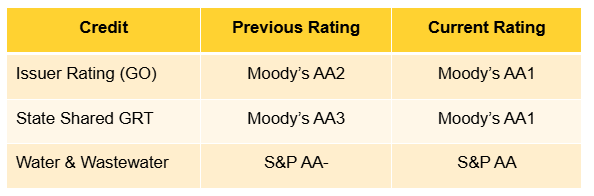 Credit Previous Rating Current Rating
Issuer Rating (GO) Moody's AA2 Moody's AA1
State Shared GRT Moody's AA3 Moody's AA1
Water & Wastewater S&P AA- S&P AA